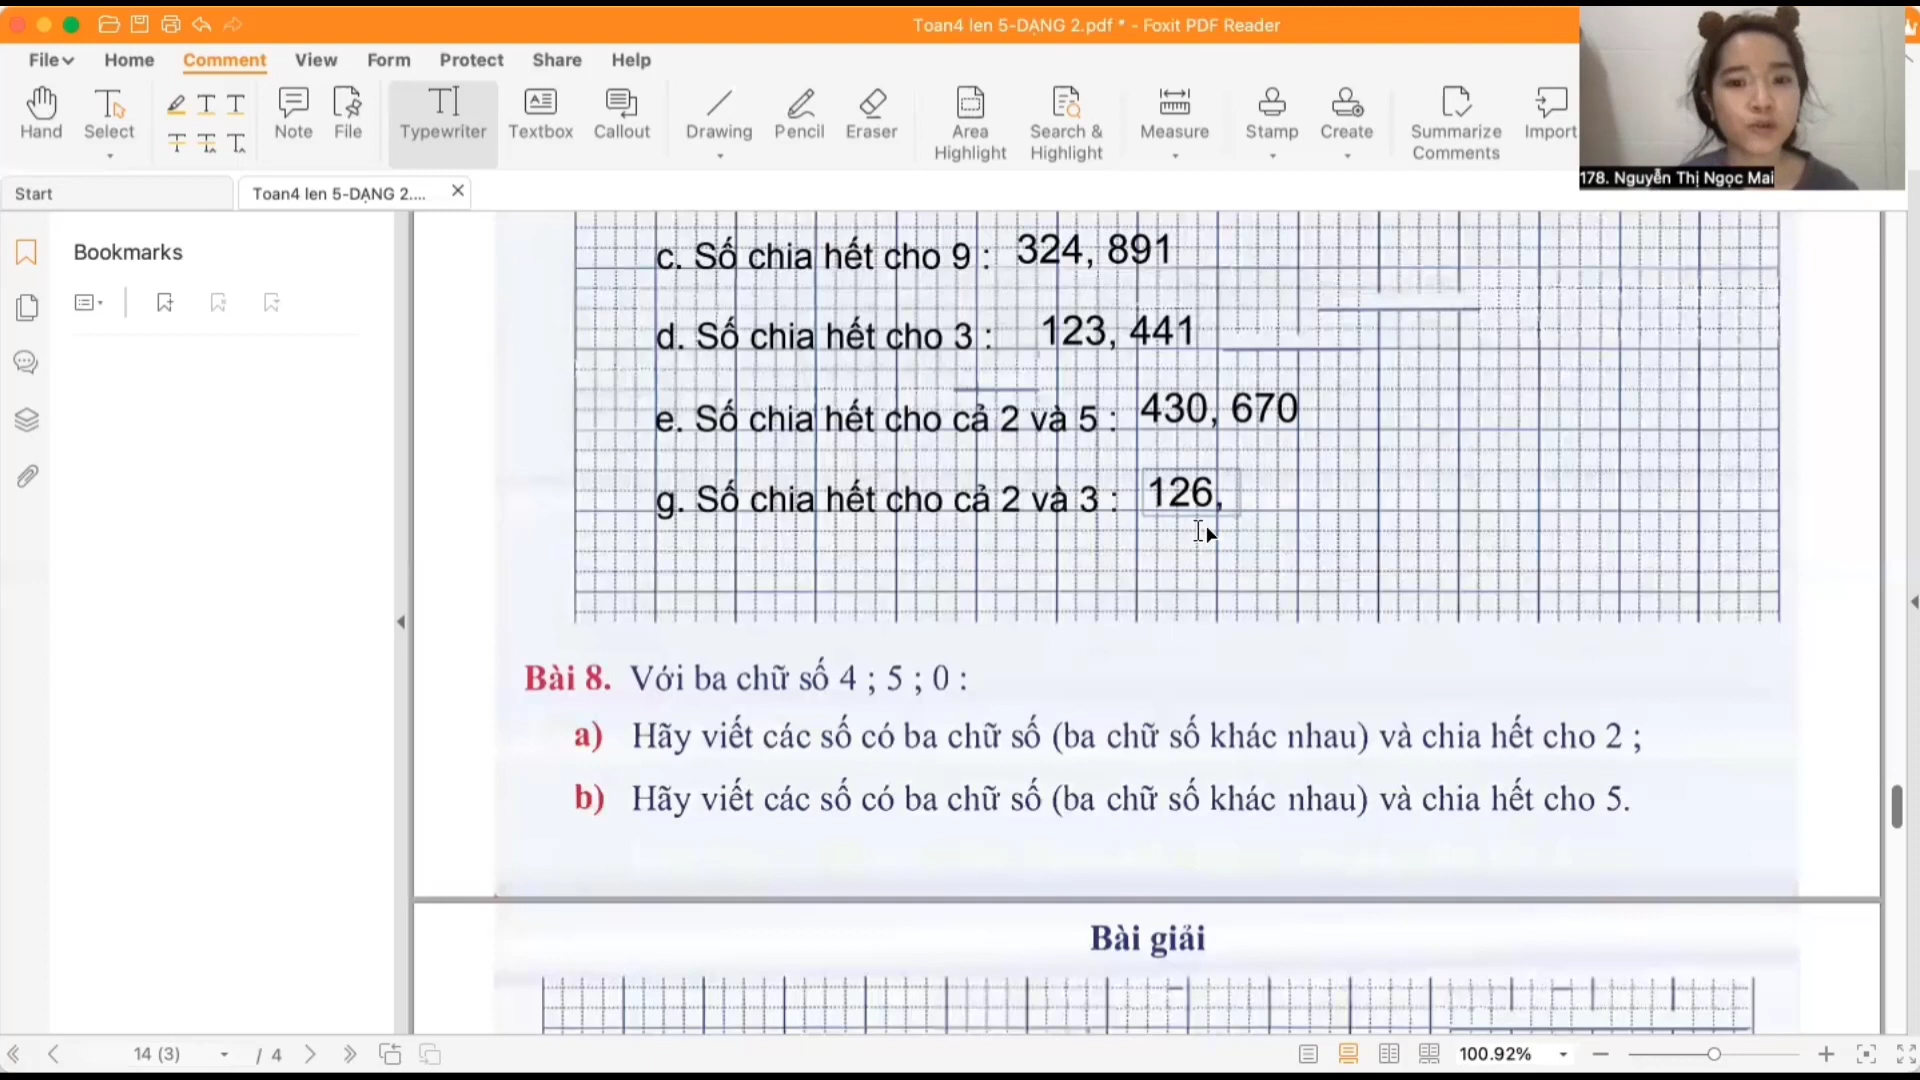 Toan4 len 5-DẠNG 2.pdf * - Foxit PDF Reader
File Home Comment View Form Protect Share Help
Hand Select Note File Typewriter Textbox Callout Drawing Pencil Eraser Area Highlight Search & Highlight Measure Stamp Create Summarize Comments Import
178. Nguyễn Thị Ngọc Mai
Start Toan4 len 5-DẠNG 2....
Bookmarks
c. Số chia hết cho 9 : 324, 891
d. Số chia hết cho 3 : 123, 441
e. Số chia hết cho cả 2 và 5 : 430, 670
g. Số chia hết cho cả 2 và 3 : 126,
Bài 8. Với ba chữ số 4 ; 5 ; 0 :
a) Hãy viết các số có ba chữ số (ba chữ số khác nhau) và chia hết cho 2 ;
b) Hãy viết các số có ba chữ số (ba chữ số khác nhau) và chia hết cho 5.
Bài giải
14 (3) / 4 100.92%